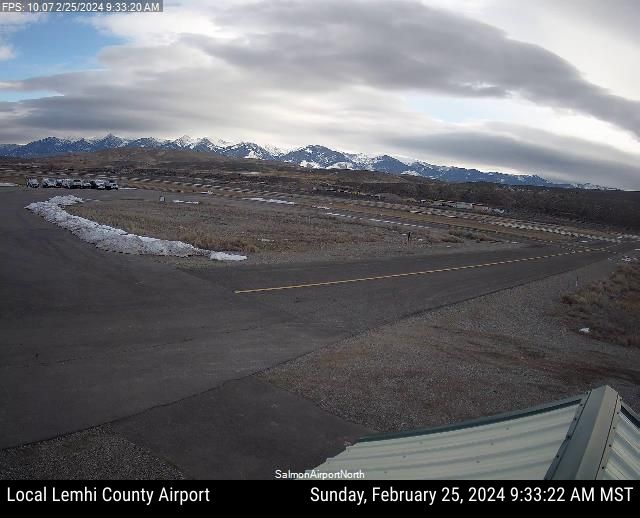 FPS: 10.07 2/25/2024 9:33:20 AM
SalmonAirportNorth
Local Lemhi County Airport Sunday, February 25, 2024 9:33:22 AM MST